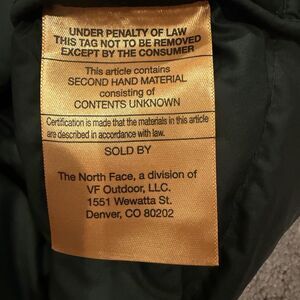 UNDER PENALTY OF LAW
THIS TAG NOT TO BE REMOVED
EXCEPT BY THE CONSUMER
This article contains
SECOND HAND MATERIAL
consisting of
CONTENTS UNKNOWN
Certification is made that the materials in this article
are described in accordance with law.
SOLD BY
The North Face, a division of
VF Outdoor, LLC.
1551 Wewatta St.
Denver, CO 80202